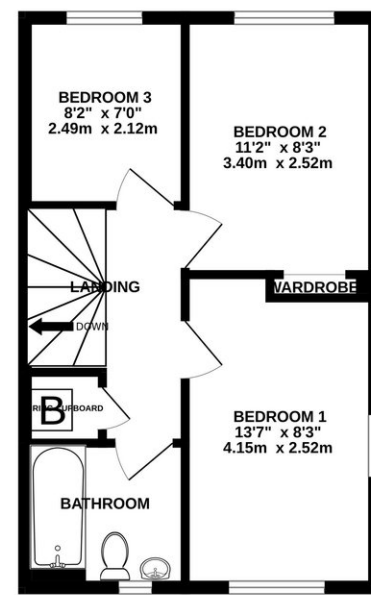 BEDROOM 3
8'2" x 7'0"
2.49m x 2.12m
BEDROOM 2
11'2" x 8'3"
3.40m x 2.52m
LANDING
WARDROBE
DOWN
B
BEDROOM 1
13'7" x 8'3"
4.15m x 2.52m
BATHROOM